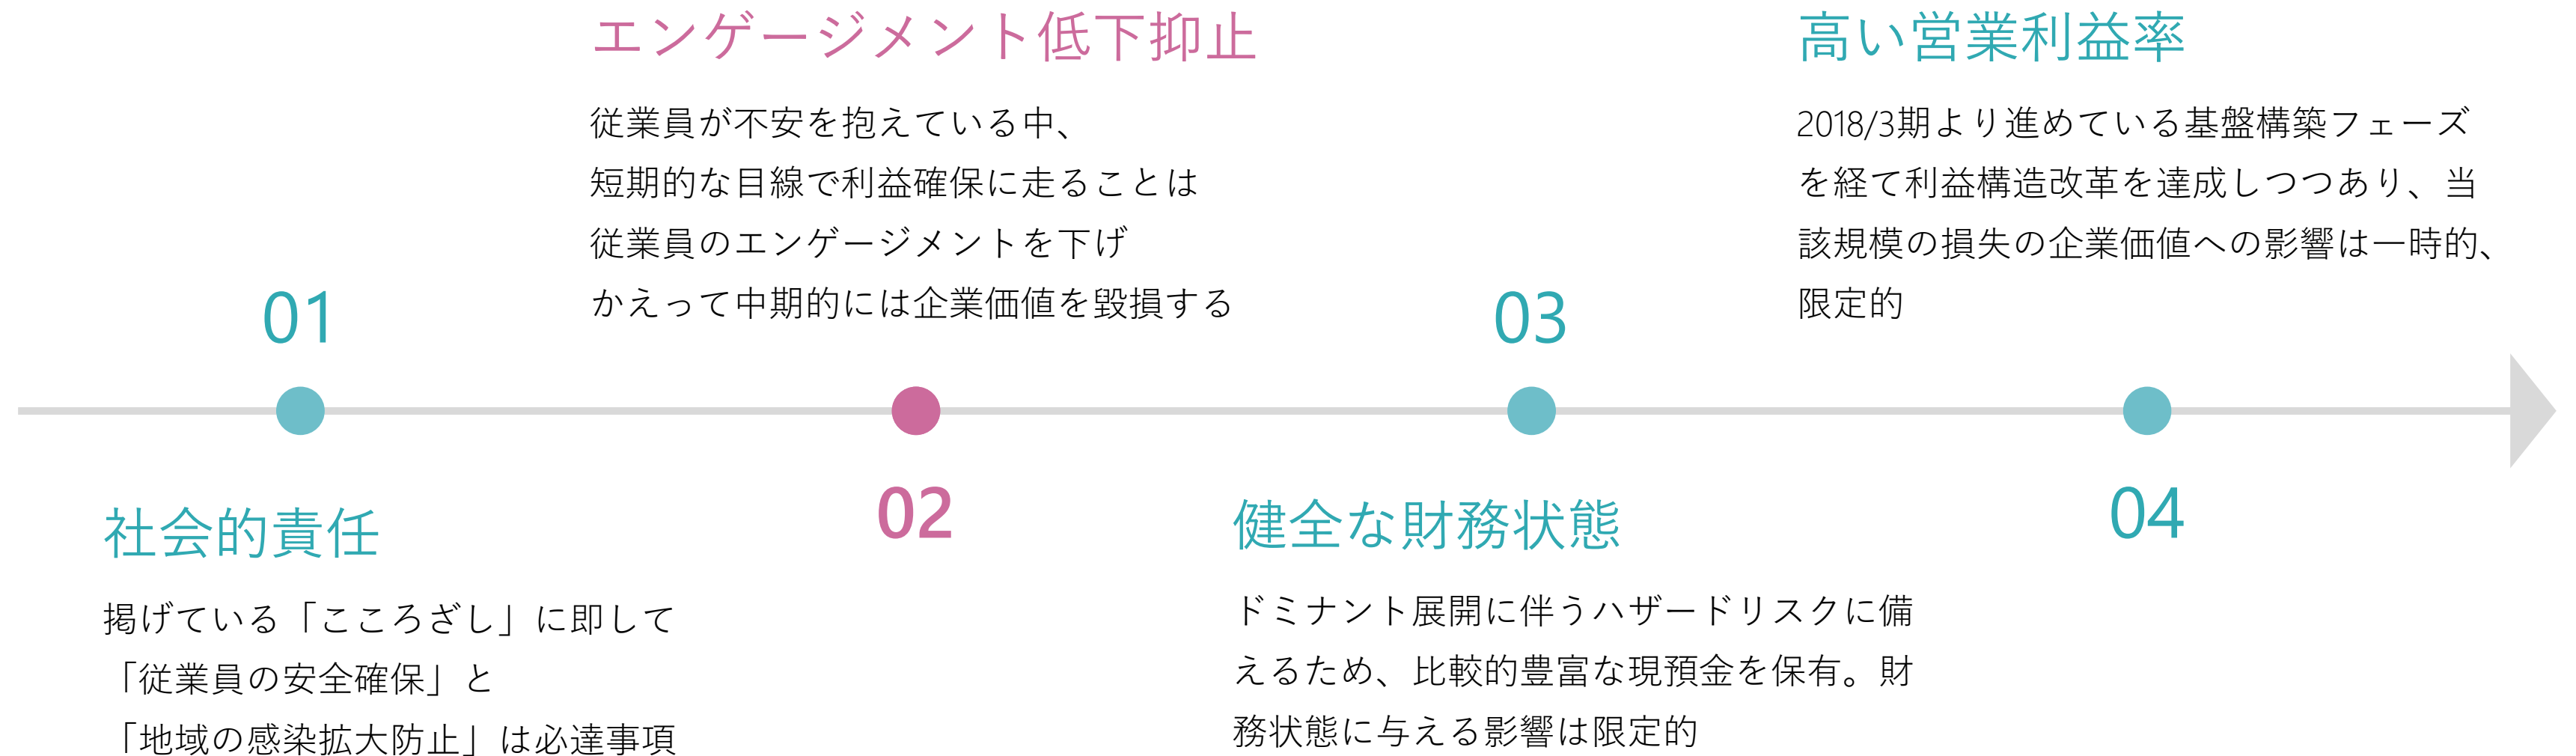 01
社会的責任
掲げている「こころざし」に即して
「従業員の安全確保」と
「地域の感染拡大防止」は必達事項
エンゲージメント低下抑止
従業員が不安を抱えている中、
短期的な目線で利益確保に走ることは
従業員のエンゲージメントを下げ
かえって中期的には企業価値を毀損する
02
03
健全な財務状態
ドミナント展開に伴うハザードリスクに備
えるため、比較的豊富な現預金を保有。財
務状態に与える影響は限定的
高い営業利益率
2018/3期より進めている基盤構築フェーズ
を経て利益構造改革を達成しつつあり、当
該規模の損失の企業価値への影響は一時的、
限定的
04